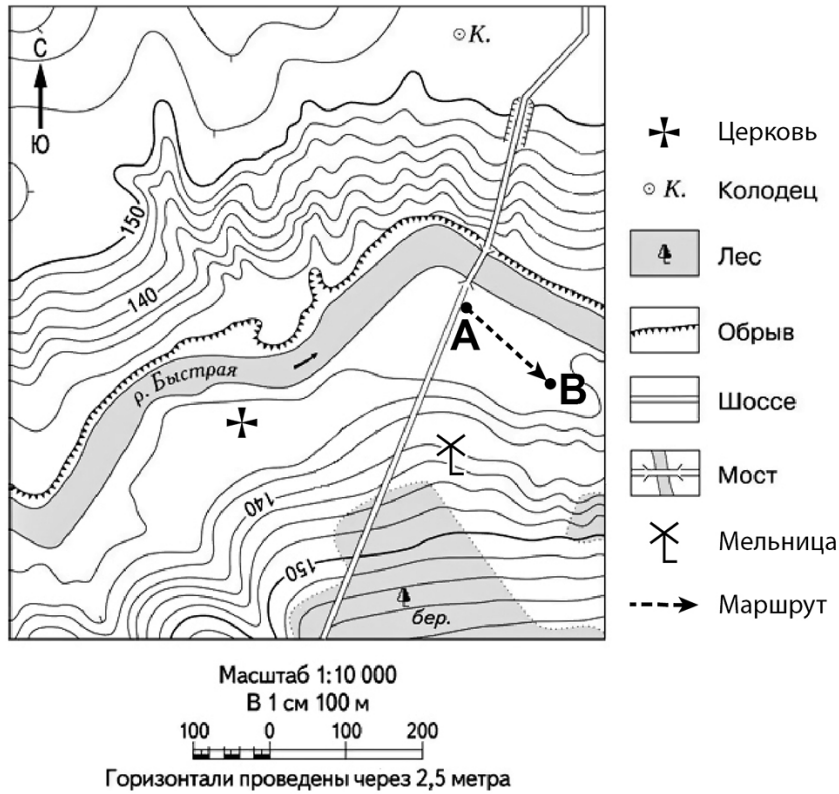 К.
С
Ю
150
140
А
В
р. Быстрая
140
150
бер.
Церковь
К. Колодец
Лес
Обрыв
Шоссе
Мост
Мельница
Маршрут
Масштаб 1:10 000
В 1 см 100 м
100 0 100 200
Горизонтали проведены через 2,5 метра